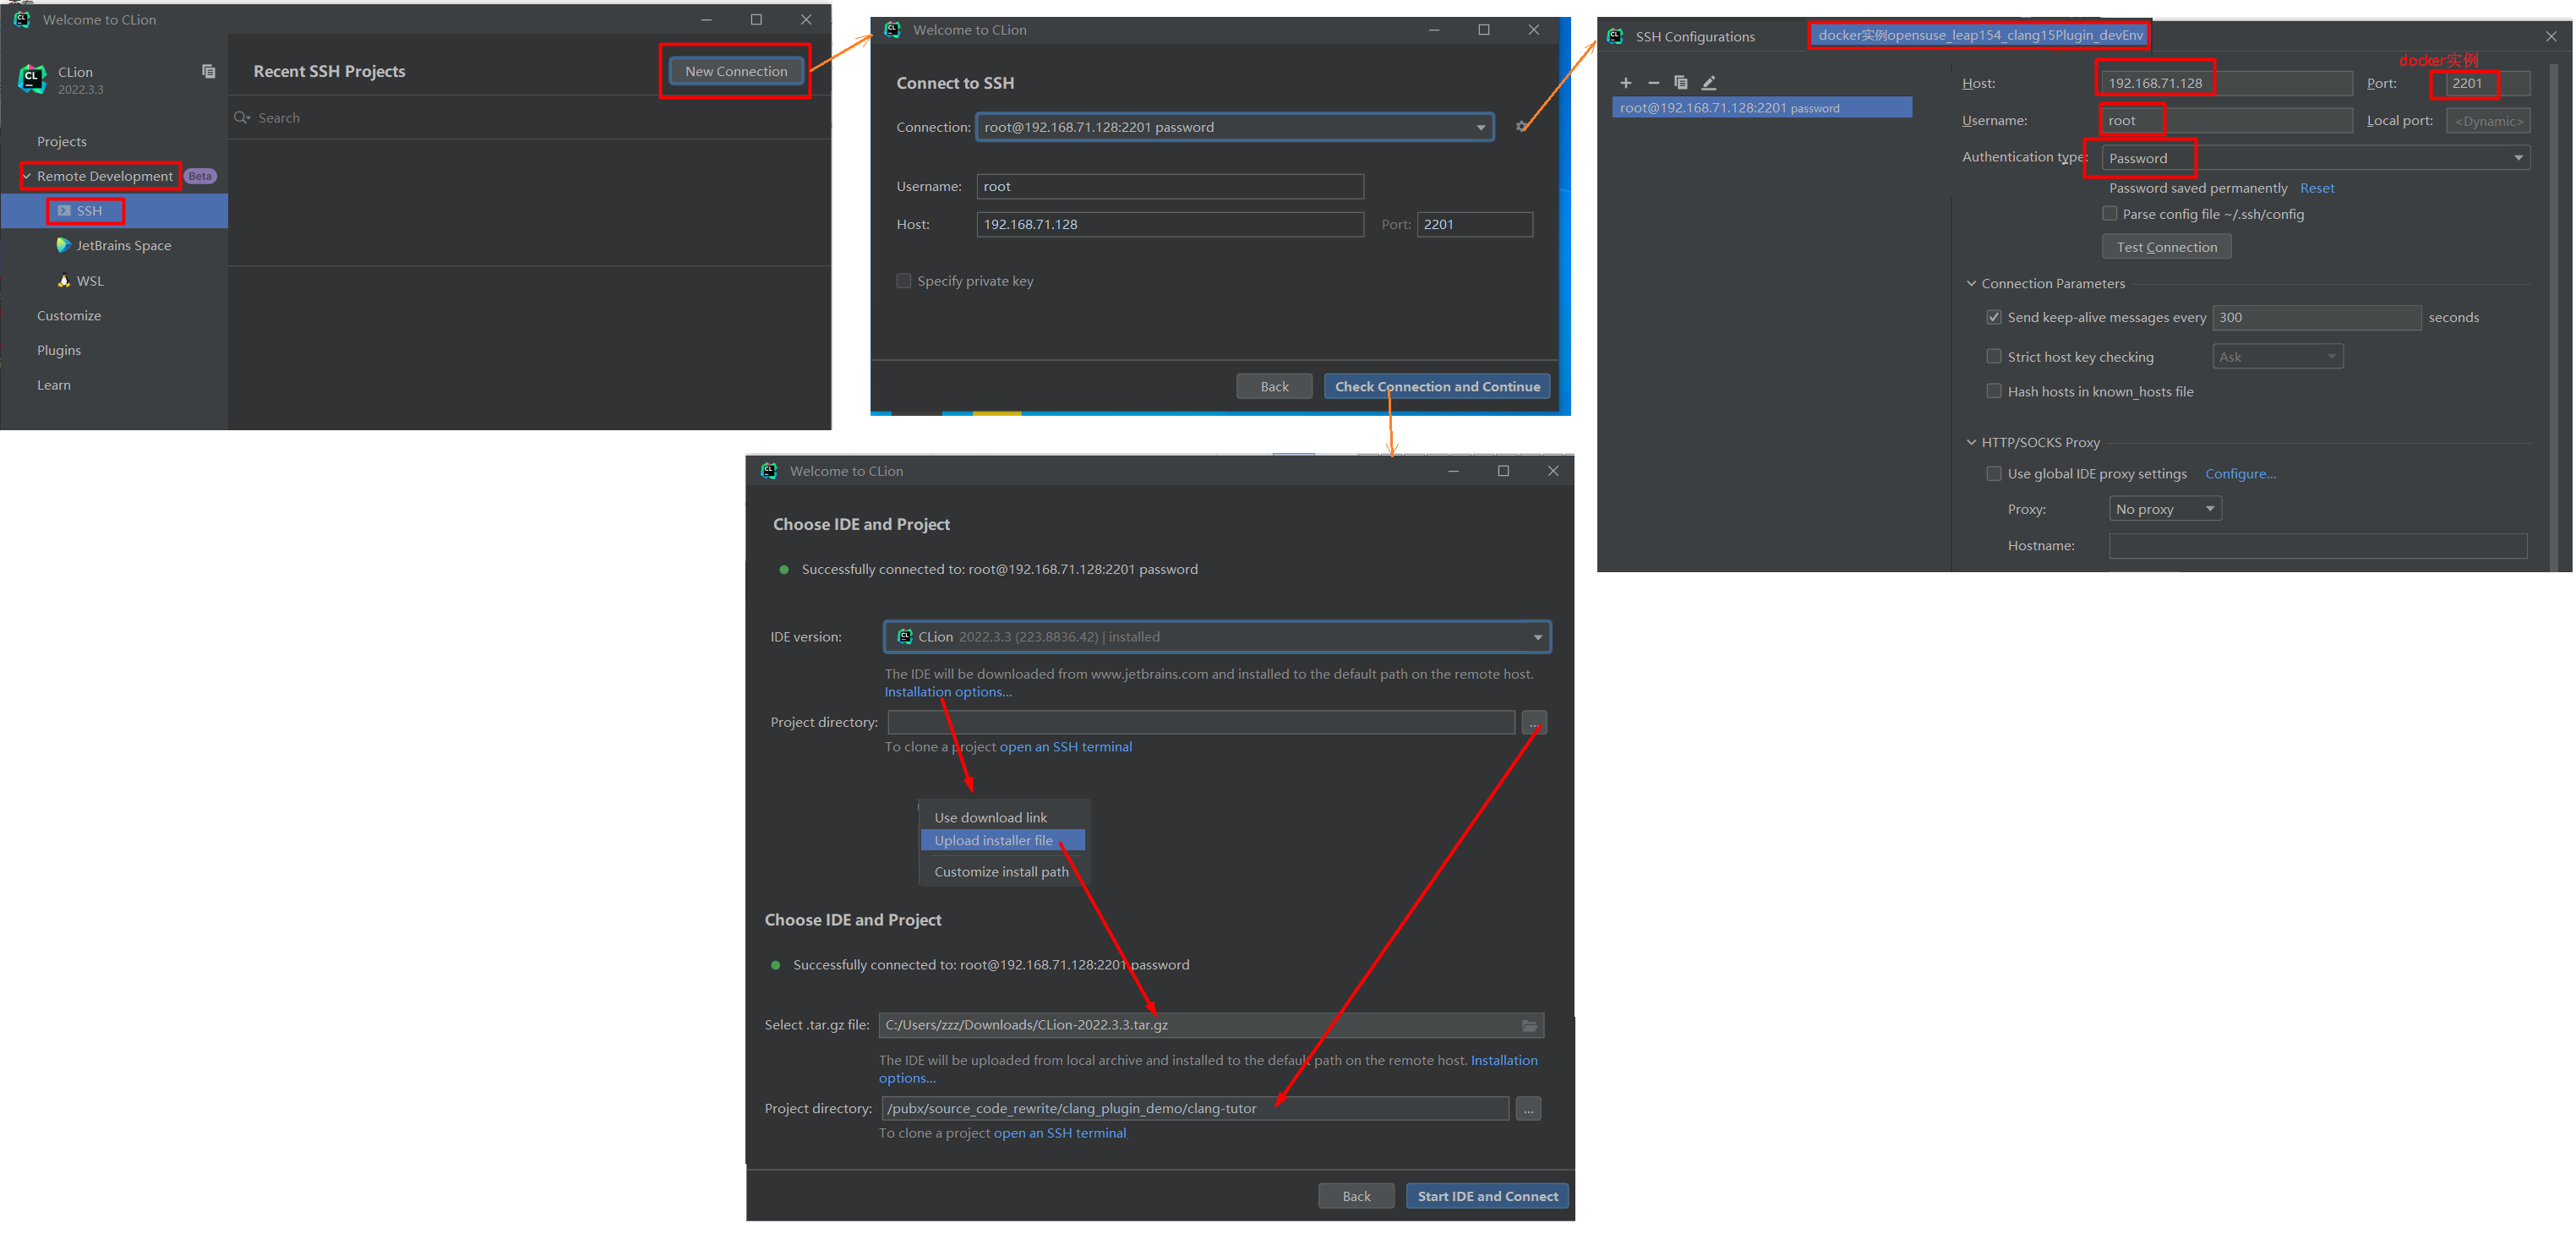 Welcome to CLion
CLion
2022.3.3
Projects
Remote Development Beta
SSH
JetBrains Space
WSL
Customize
Plugins
Learn
Recent SSH Projects
New Connection
Search
Welcome to CLion
Connect to SSH
Connection: root@192.168.71.128:2201 password
Username: root
Host: 192.168.71.128 Port: 2201
Specify private key
Back
Check Connection and Continue
SSH Configurations
docker实例opensuse_leap154_clang15Plugin_devEnv
root@192.168.71.128:2201 password
docker实例
Host: 192.168.71.128 Port: 2201
Username: root Local port: <Dynamic>
Authentication type: Password
Password saved permanently Reset
Parse config file ~/.ssh/config
Test Connection
Connection Parameters
Send keep-alive messages every 300 seconds
Strict host key checking Ask
Hash hosts in known_hosts file
HTTP/SOCKS Proxy
Use global IDE proxy settings Configure...
Proxy: No proxy
Hostname:
Welcome to CLion
Choose IDE and Project
Successfully connected to: root@192.168.71.128:2201 password
IDE version: CLion 2022.3.3 (223.8836.42) | installed
The IDE will be downloaded from www.jetbrains.com and installed to the default path on the remote host.
Installation options...
Project directory: ...
To clone a project open an SSH terminal
Use download link
Upload installer file
Customize install path
Choose IDE and Project
Successfully connected to: root@192.168.71.128:2201 password
Select .tar.gz file: C:/Users/zzz/Downloads/CLion-2022.3.3.tar.gz
The IDE will be uploaded from local archive and installed to the default path on the remote host. Installation
options...
Project directory: /pubx/source_code_rewrite/clang_plugin_demo/clang-tutor ...
To clone a project open an SSH terminal
Back
Start IDE and Connect